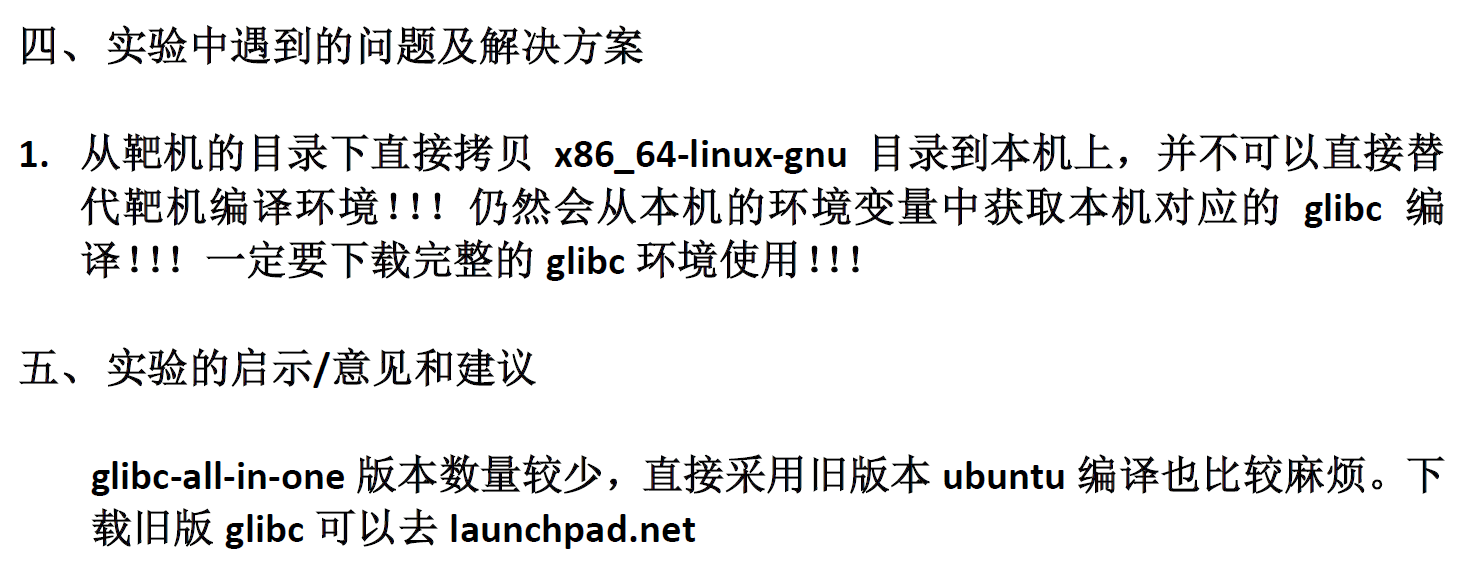 四、 实验中遇到的问题及解决方案
1. 从靶机的目录下直接拷贝 x86_64-linux-gnu 目录到本机上，并不可以直接替
代靶机编译环境！！！仍然会从本机的环境变量中获取本机对应的 glibc 编
译！！！一定要下载完整的 glibc 环境使用！！！
五、 实验的启示/意见和建议
glibc-all-in-one 版本数量较少，直接采用旧版本 ubuntu 编译也比较麻烦。下
载旧版 glibc 可以去 launchpad.net